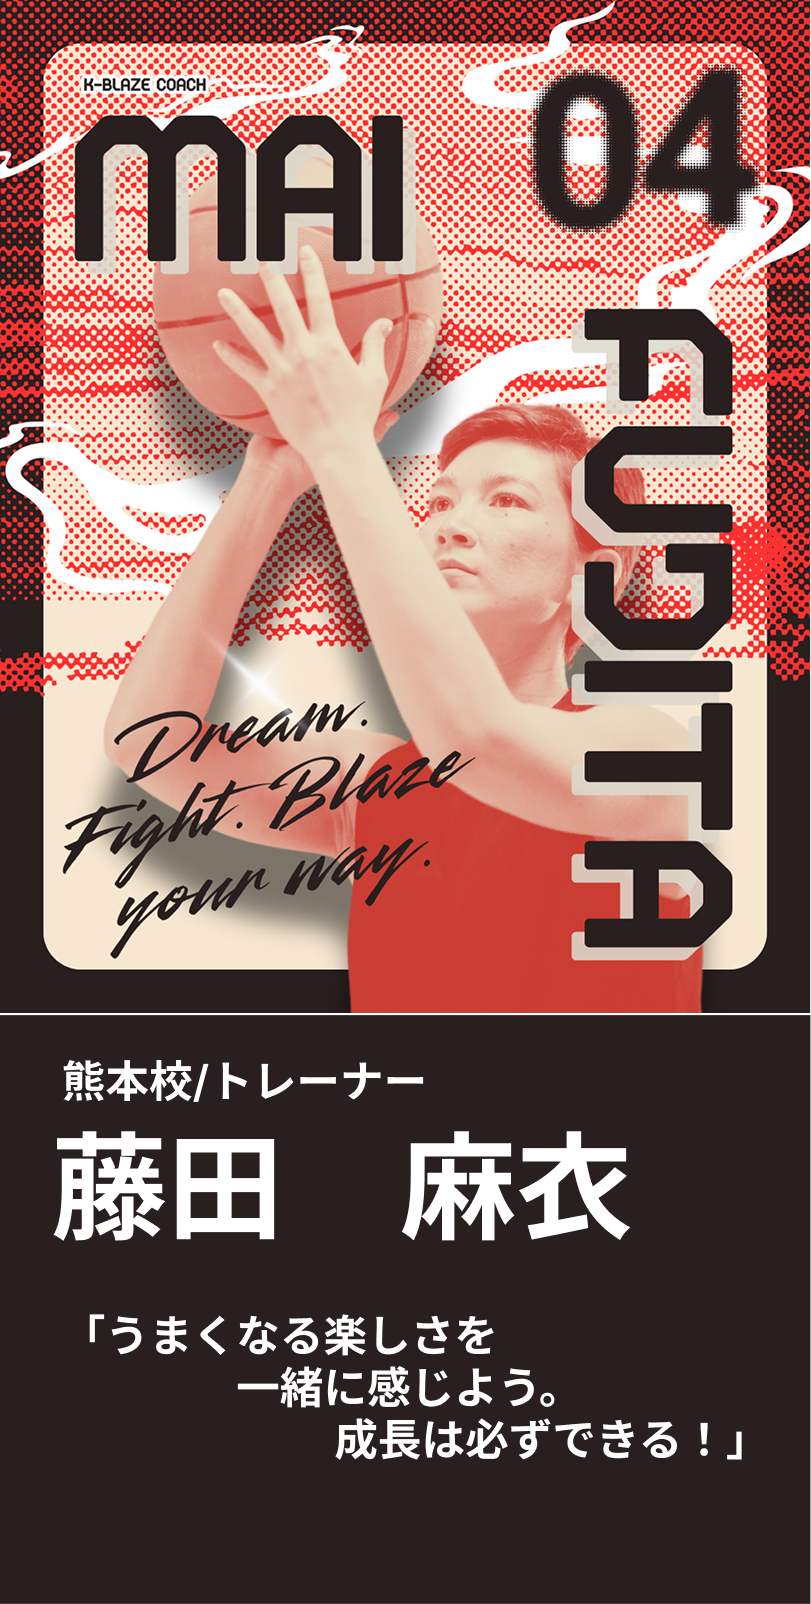 K-BLAZE COACH
MAI
04
FUJITA
Dream.
Fight. Blaze
your way.
熊本校/トレーナー
藤田　麻衣
「うまくなる楽しさを
一緒に感じよう。
成長は必ずできる！」